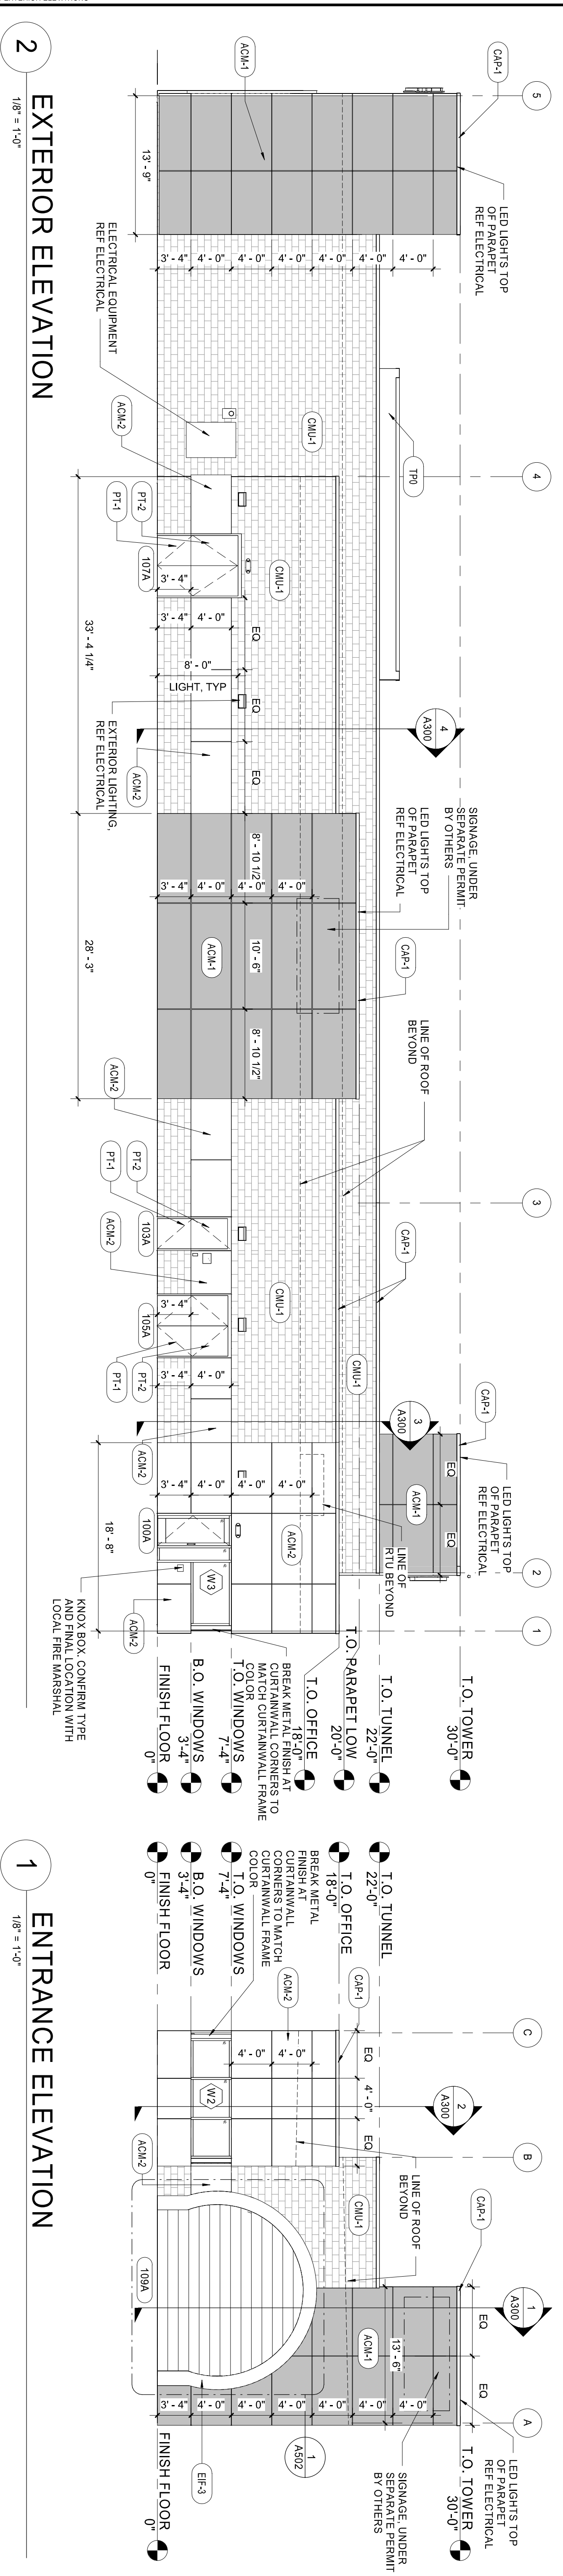 2
EXTERIOR ELEVATION
1/8" = 1'-0"
5
4
3
2
1
CAP-1
LED LIGHTS TOP
OF PARAPET
REF ELECTRICAL
ACM-1
13' - 9"
3' - 4"
4' - 0"
4' - 0"
4' - 0"
4' - 0"
4' - 0"
4' - 0"
ELECTRICAL EQUIPMENT
REF ELECTRICAL
CMU-1
TP0
ACM-2
PT-2
PT-1
107A
3' - 4"
CMU-1
3' - 4"
4' - 0"
8' - 0"
LIGHT, TYP
EQ
EQ
EQ
33' - 4 1/4"
EXTERIOR LIGHTING,
REF ELECTRICAL
ACM-2
4
A300
SIGNAGE, UNDER
SEPARATE PERMIT
BY OTHERS
LED LIGHTS TOP
OF PARAPET
REF ELECTRICAL
CAP-1
8' - 10 1/2"
3' - 4"
4' - 0"
4' - 0"
4' - 0"
10' - 6"
ACM-1
8' - 10 1/2"
28' - 3"
LINE OF ROOF
BEYOND
ACM-2
PT-2
PT-1
103A
ACM-2
3' - 4"
105A
PT-2
PT-1
CMU-1
CAP-1
CMU-1
3' - 4"
4' - 0"
ACM-2
3
A300
CAP-1
LED LIGHTS TOP
OF PARAPET
REF ELECTRICAL
EQ
EQ
ACM-1
LINE OF
RTU BEYOND
3' - 4"
4' - 0"
4' - 0"
4' - 0"
ACM-2
100A
W3
18' - 8"
ACM-2
KNOX BOX. CONFIRM TYPE
AND FINAL LOCATION WITH
LOCAL FIRE MARSHAL
BREAK METAL FINISH AT
CURTAINWALL CORNERS TO
MATCH CURTAINWALL FRAME
COLOR
T.O. TOWER
30'-0"
T.O. TUNNEL
22'-0"
T.O. PARAPET LOW
20'-0"
T.O. OFFICE
18'-0"
T.O. WINDOWS
7'-4"
B.O. WINDOWS
3'-4"
FINISH FLOOR
0"
1
ENTRANCE ELEVATION
1/8" = 1'-0"
T.O. TUNNEL
22'-0"
T.O. OFFICE
18'-0"
T.O. WINDOWS
7'-4"
B.O. WINDOWS
3'-4"
FINISH FLOOR
0"
BREAK METAL
FINISH AT
CURTAINWALL
CORNERS TO MATCH
CURTAINWALL FRAME
COLOR
C
B
A
CAP-1
ACM-2
EQ
4' - 0"
EQ
4' - 0"
4' - 0"
W2
2
A300
LINE OF ROOF
BEYOND
CMU-1
ACM-2
109A
CAP-1
1
A300
EQ
EQ
13' - 6"
ACM-1
3' - 4"
4' - 0"
4' - 0"
4' - 0"
4' - 0"
4' - 0"
4' - 0"
EIF-3
1
A502
SIGNAGE, UNDER
SEPARATE PERMIT
BY OTHERS
LED LIGHTS TOP
OF PARAPET
REF ELECTRICAL
T.O. TOWER
30'-0"
FINISH FLOOR
0"